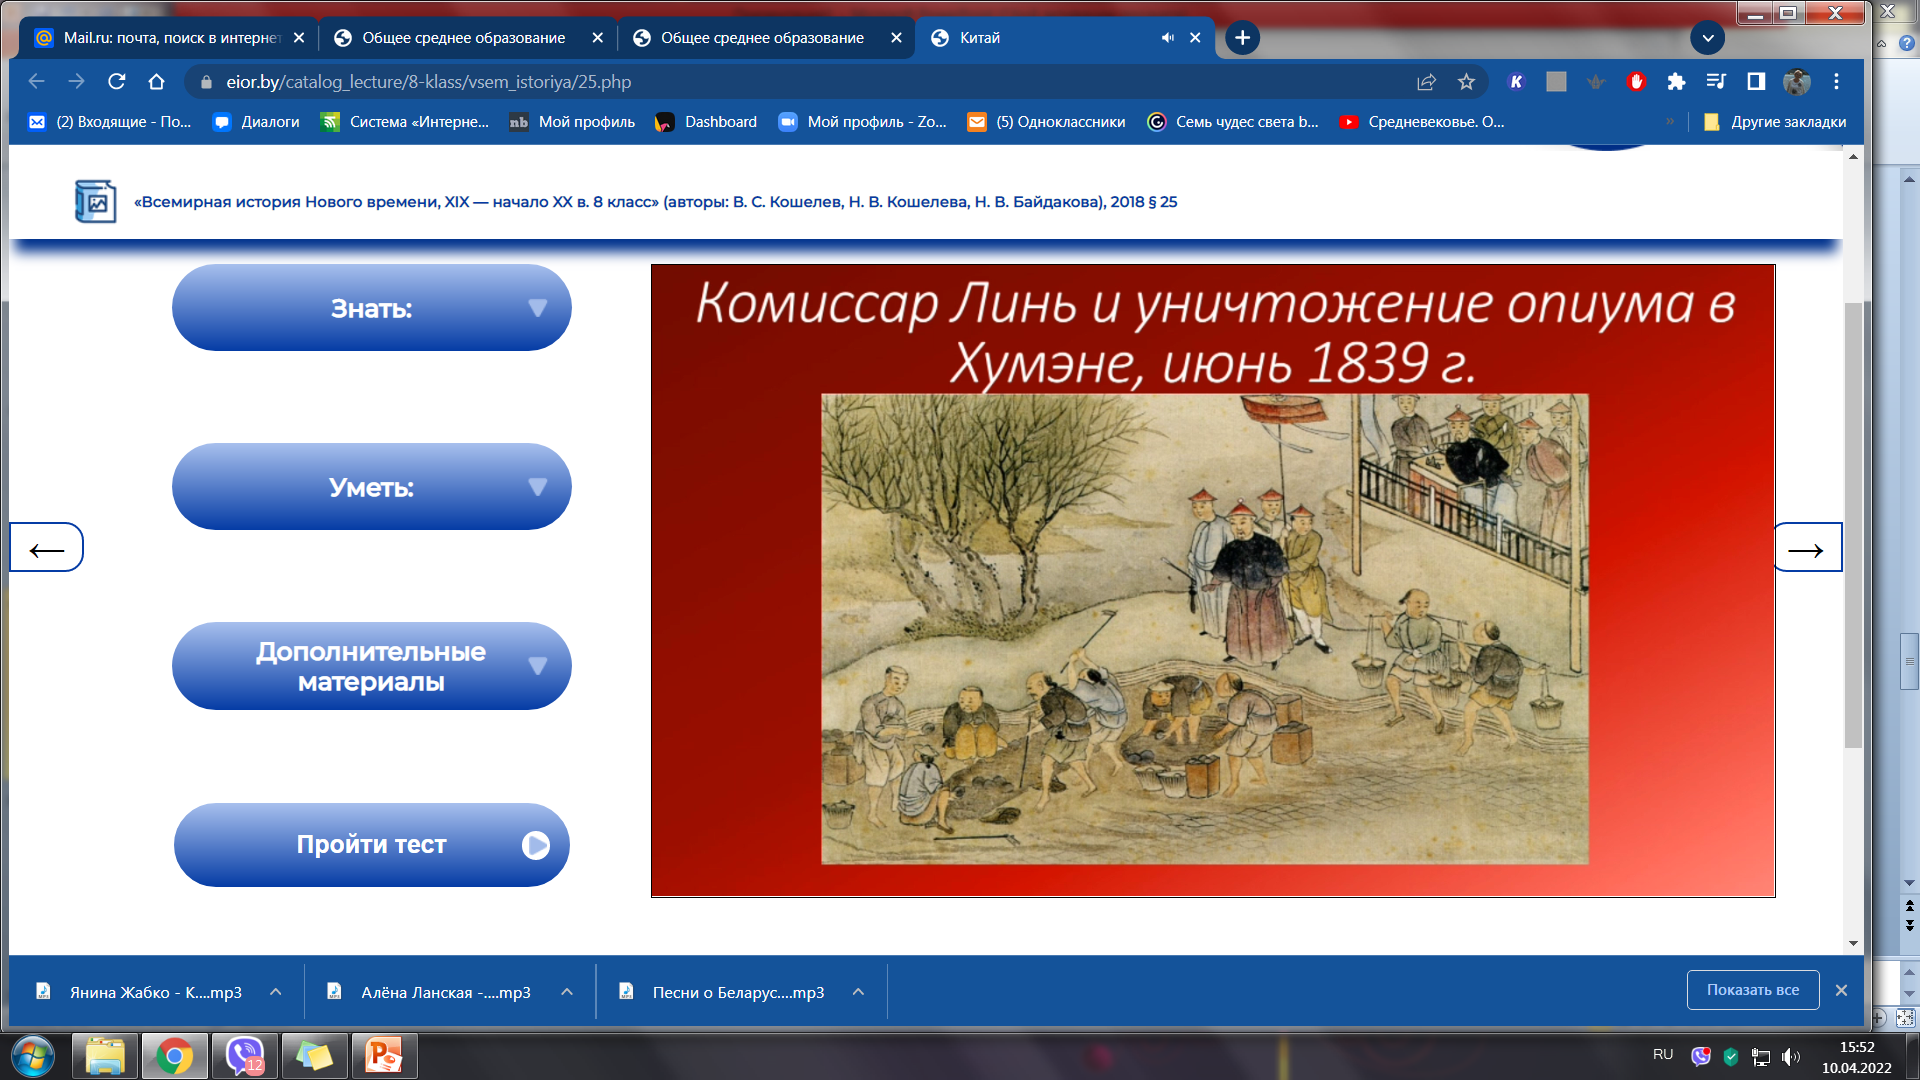 Mail.ru: почта, поиск в интернет
Общее среднее образование
Общее среднее образование
Китай
eior.by/catalog_lecture/8-klass/vsem_istoriya/25.php
(2) Входящие - По...
Диалоги
Система «Интерне...
Мой профиль
Dashboard
Мой профиль - Zo...
(5) Одноклассники
Семь чудес света b...
Средневековье. О...
Другие закладки
«Всемирная история Нового времени, XIX — начало XX в. 8 класс» (авторы: В. С. Кошелев, Н. В. Кошелева, Н. В. Байдакова), 2018 § 25
Знать:
Уметь:
Дополнительные
материалы
Пройти тест
Комиссар Линь и уничтожение опиума в
Хумэне, июнь 1839 г.
Янина Жабко - К....mp3
Алёна Ланская -....mp3
Песни о Беларус....mp3
Показать все
12
RU
15:52
10.04.2022